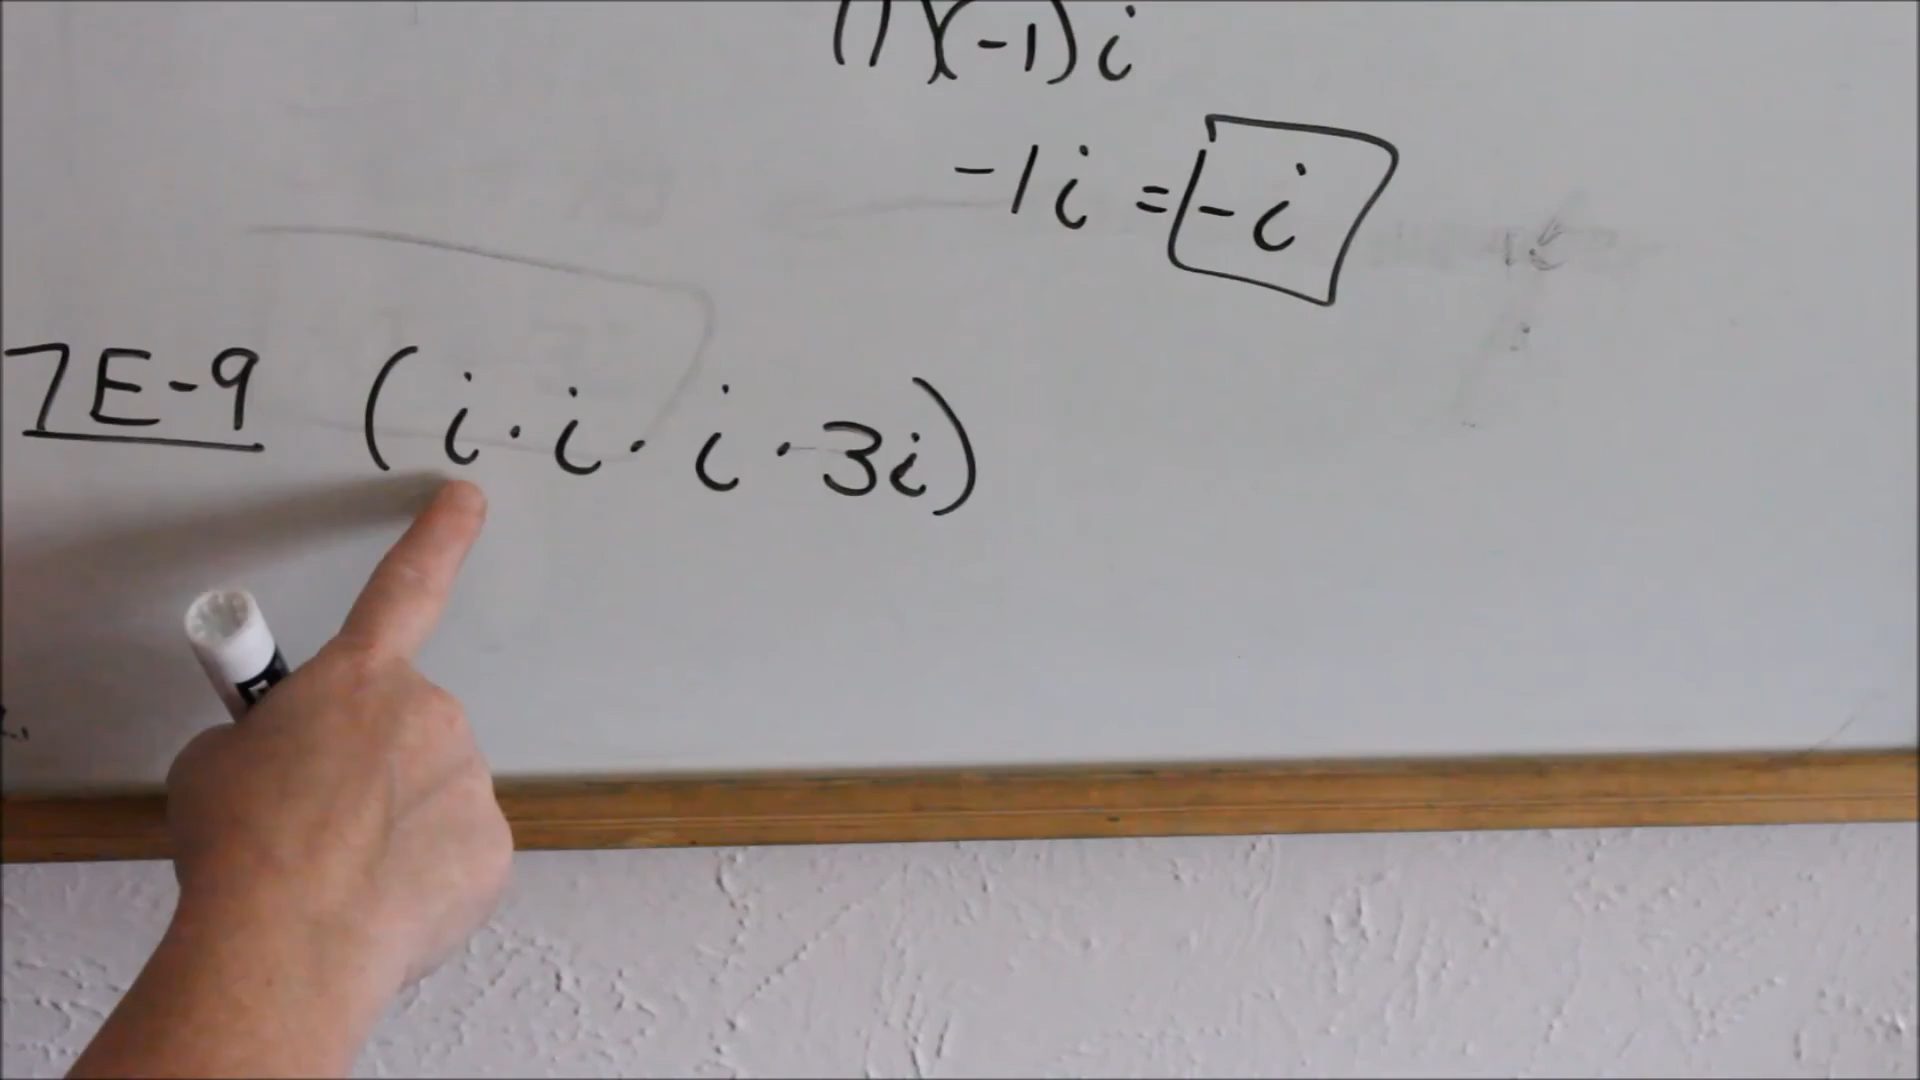 (1)(-1)i
-1i = -i
7E-9 (i · i · i · 3i)